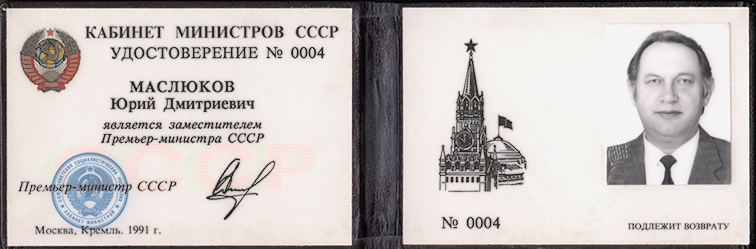 КАБИНЕТ МИНИСТРОВ СССР
УДОСТОВЕРЕНИЕ № 0004
МАСЛЮКОВ
Юрий Дмитриевич
является заместителем
Премьер-министра СССР
СССР
Премьер-министр СССР
Москва, Кремль. 1991 г.
№ 0004
ПОДЛЕЖИТ ВОЗВРАТУ